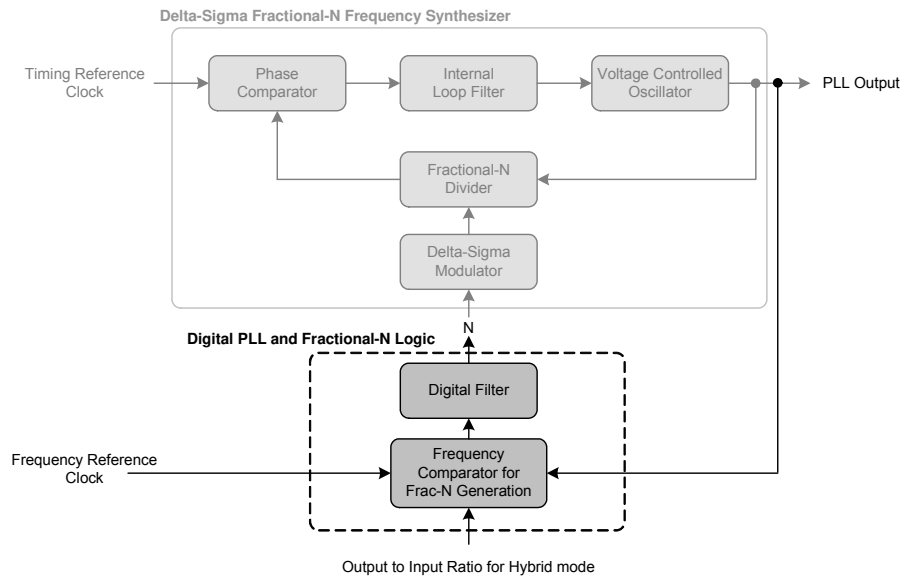 Delta-Sigma Fractional-N Frequency Synthesizer
Timing Reference
Clock
Phase
Comparator
Internal
Loop Filter
Voltage Controlled
Oscillator
PLL Output
Fractional-N
Divider
Delta-Sigma
Modulator
N
Digital PLL and Fractional-N Logic
Digital Filter
Frequency Reference
Clock
Frequency
Comparator for
Frac-N Generation
Output to Input Ratio for Hybrid mode